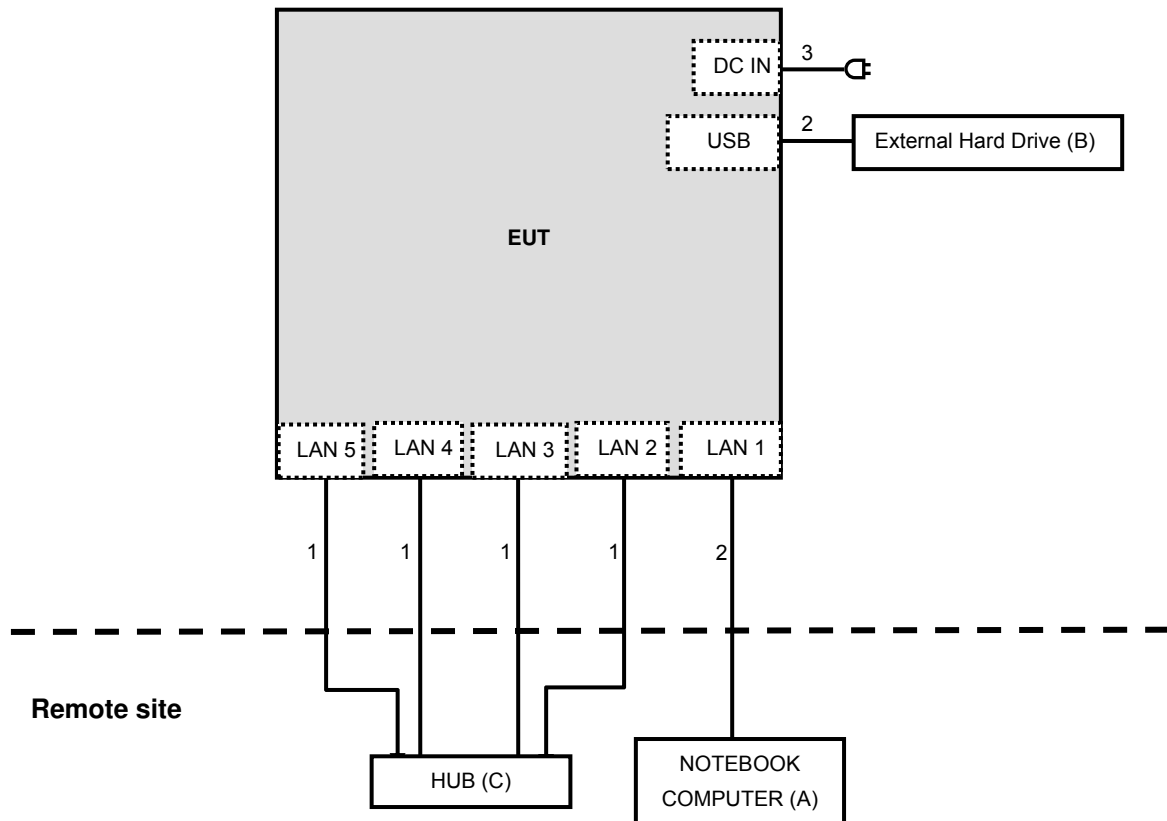 DC IN
3
USB
2
External Hard Drive (B)
EUT
LAN 5
LAN 4
LAN 3
LAN 2
LAN 1
1
1
1
1
2
Remote site
HUB (C)
NOTEBOOK
COMPUTER (A)